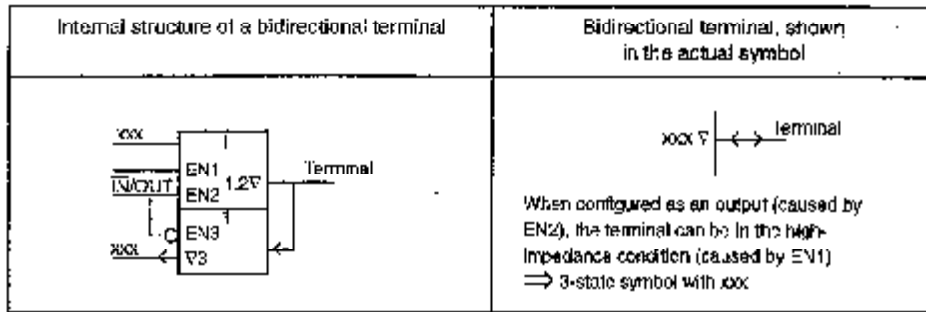 Internal structure of a bidirectional terminal
Bidirectional terminal, shown
in the actual symbol
xxx
EN1
IN/OUT
EN2
1,2∇
Terminal
1
EN3
xxx
∇3
xxx ∇
Terminal
When configured as an output (caused by
EN2), the terminal can be in the high-
impedance condition (caused by EN1)
⟹ 3-state symbol with xxx